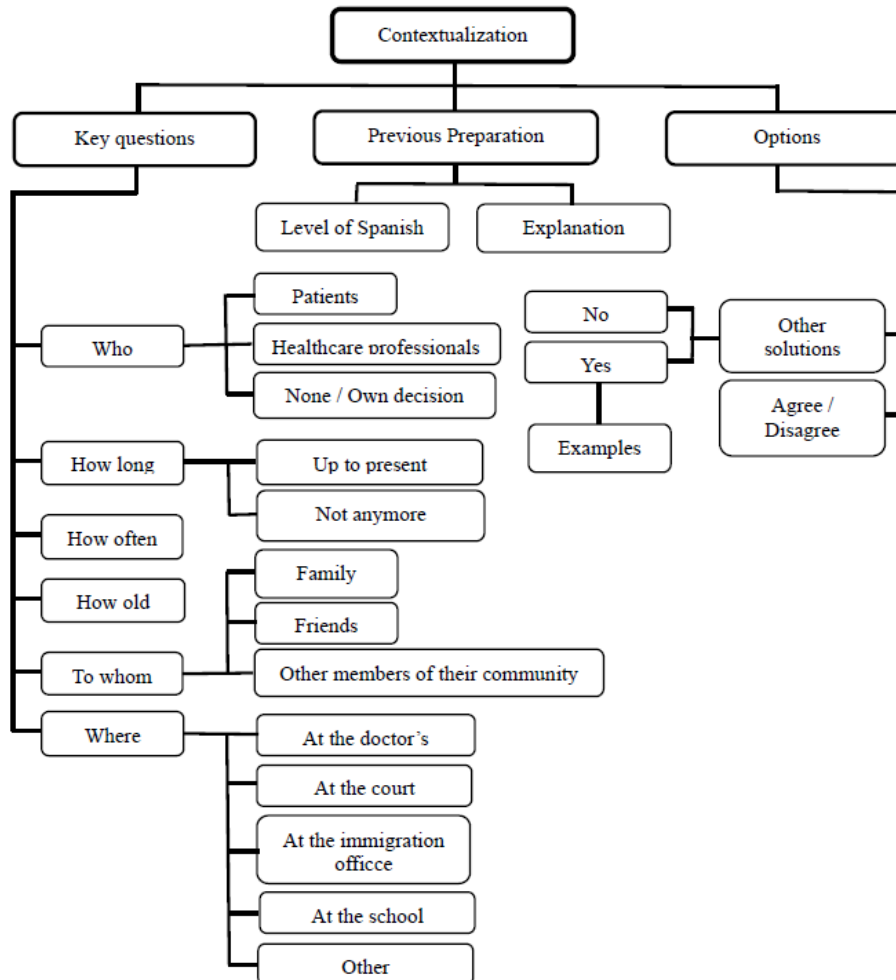 Contextualization
Key questions
Previous Preparation
Options
Level of Spanish
Explanation
Who
Patients
Healthcare professionals
None / Own decision
No
Yes
Examples
Other
solutions
Agree /
Disagree
How long
Up to present
Not anymore
How often
How old
To whom
Family
Friends
Other members of their community
Where
At the doctor’s
At the court
At the immigration
officce
At the school
Other